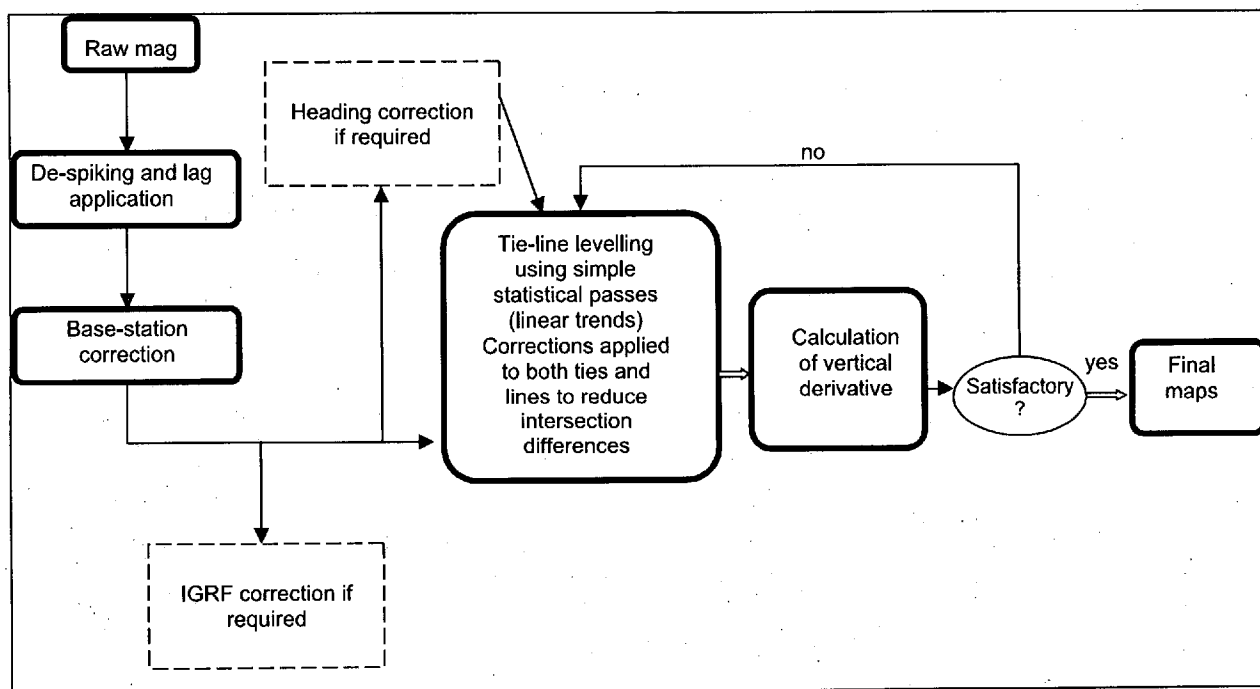 Raw mag
De-spiking and lag
application
Base-station
correction
Heading correction
if required
IGRF correction if
required
Tie-line levelling
using simple
statistical passes
(linear trends)
Corrections applied
to both ties and
lines to reduce
intersection
differences
Calculation
of vertical
derivative
no
Satisfactory
?
yes
Final
maps